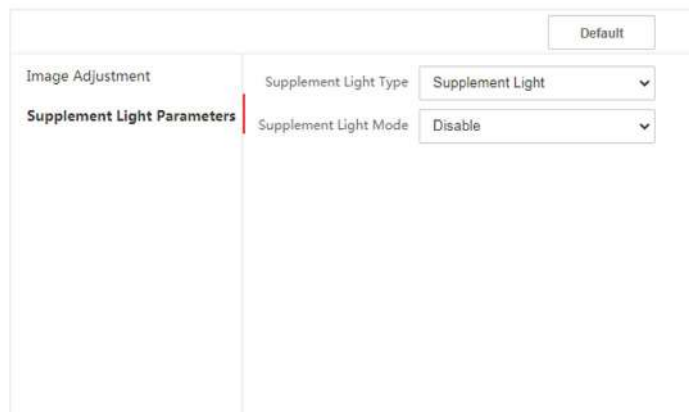 Default
Image Adjustment
Supplement Light Parameters
Supplement Light Type
Supplement Light
Supplement Light Mode
Disable